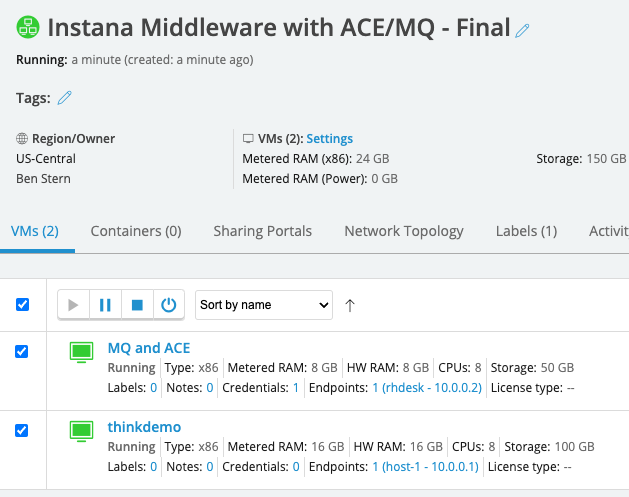 Instana Middleware with ACE/MQ - Final
Running: a minute (created: a minute ago)
Tags:
Region/Owner
US-Central
Ben Stern
VMs (2): Settings
Metered RAM (x86): 24 GB
Storage: 150 GB
Metered RAM (Power): 0 GB
VMs (2) Containers (0) Sharing Portals Network Topology Labels (1) Activit
Sort by name
MQ and ACE
Running Type: x86 Metered RAM: 8 GB HW RAM: 8 GB CPUs: 8 Storage: 50 GB
Labels: 0 Notes: 0 Credentials: 1 Endpoints: 1 (rhdesk - 10.0.0.2) License type: --
thinkdemo
Running Type: x86 Metered RAM: 16 GB HW RAM: 16 GB CPUs: 8 Storage: 100 GB
Labels: 0 Notes: 0 Credentials: 0 Endpoints: 1 (host-1 - 10.0.0.1) License type: --